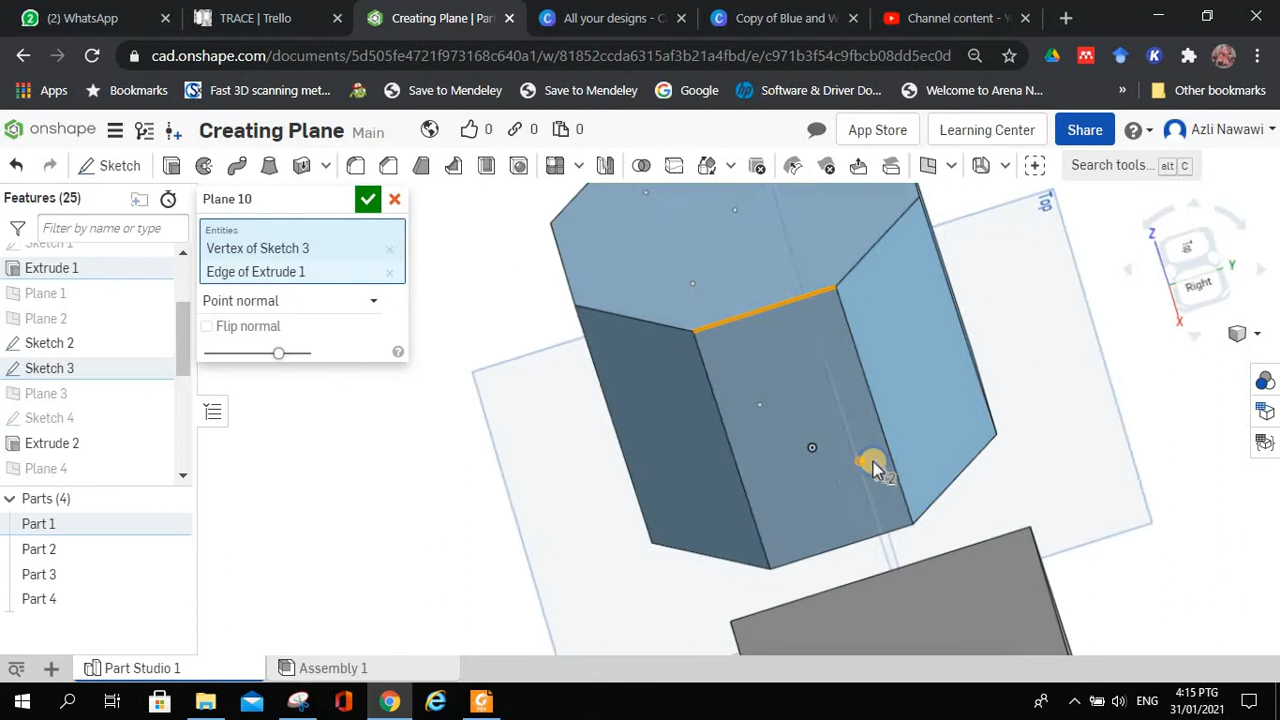 (2) WhatsApp
TRACE | Trello
Creating Plane | Part
All your designs - C
Copy of Blue and W
Channel content - Y
cad.onshape.com/documents/5d505fe4721f973171c68c640a1/w/81852ccda6315af3b21a4fbd/e/c971b3f54c9fbcb08dd5ec0d
Apps
Bookmarks
Fast 3D scanning met...
Save to Mendeley
Save to Mendeley
Google
Software & Driver Do...
Welcome to Arena N...
»
Other bookmarks
onshape
Creating Plane Main
0
0
0
App Store
Learning Center
Share
Azli Nawawi
Sketch
Search tools... alt C
Features (25)
Filter by name or type
Sketch 1
Extrude 1
Plane 1
Plane 2
Sketch 2
Sketch 3
Plane 3
Sketch 4
Extrude 2
Plane 4
Parts (4)
Part 1
Part 2
Part 3
Part 4
Plane 10
Entities
Vertex of Sketch 3
Edge of Extrude 1
Point normal
Flip normal
Top
Z
Y
X
Top
Right
2
Part Studio 1
Assembly 1
4:15 PTG
ENG
31/01/2021